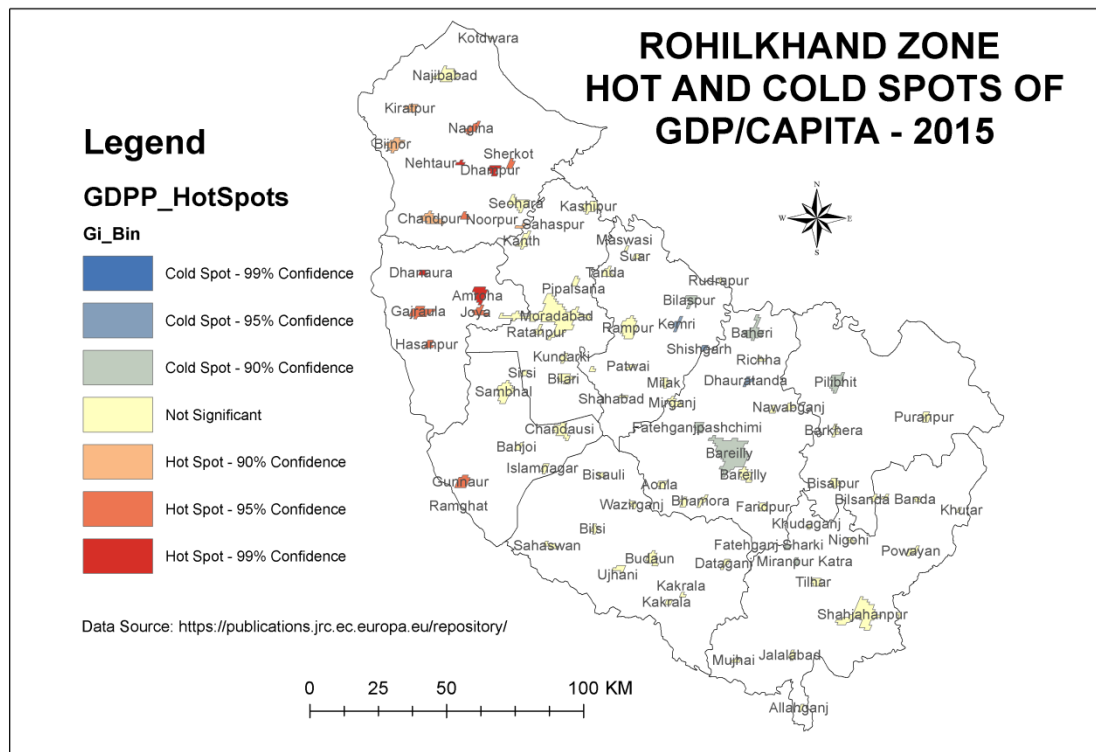 ROHILKHAND ZONE
HOT AND COLD SPOTS OF
GDP/CAPITA - 2015
Legend
GDPP_HotSpots
Gi_Bin
Cold Spot - 99% Confidence
Cold Spot - 95% Confidence
Cold Spot - 90% Confidence
Not Significant
Hot Spot - 90% Confidence
Hot Spot - 95% Confidence
Hot Spot - 99% Confidence
Data Source: https://publications.jrc.ec.europa.eu/repository/
0 25 50 100 KM
N
W E
S
Kotdwara
Najibabad
Kiratpur
Nagina
Bijnor
Sherkot
Nehtaur
Dhampur
Seohara
Kashipur
Chandpur
Noorpur
Sahaspur
Kanth
Maswasi
Suar
Dhanaura
Tanda
Rudrapur
Pipalsana
Amroha
Bilaspur
Gajraula
Joya
Moradabad
Kemri
Ratanpur
Rampur
Baheri
Hasanpur
Shishgarh
Kundarki
Richha
Sirsi
Patwai
Bilari
Milak
Dhauratanda
Pilibhit
Sambhal
Shahabad
Mirganj
Nawabganj
Puranpur
Chandausi
Fatehganjpashchimi
Barkhera
Bahjoi
Bareilly
Islamnagar
Bisauli
Bareilly
Gunnaur
Aonla
Bisalpur
Ramghat
Wazirganj
Bhamora
Faridpur
Bilsanda
Banda
Khutar
Bilsi
Khudaganj
Sahaswan
Fatehganj Sharki
Nigohi
Budaun
Dataganj
Miranpur Katra
Powayan
Ujhani
Tilhar
Kakrala
Kakrala
Shahjahanpur
Mujhai
Jalalabad
Allahganj